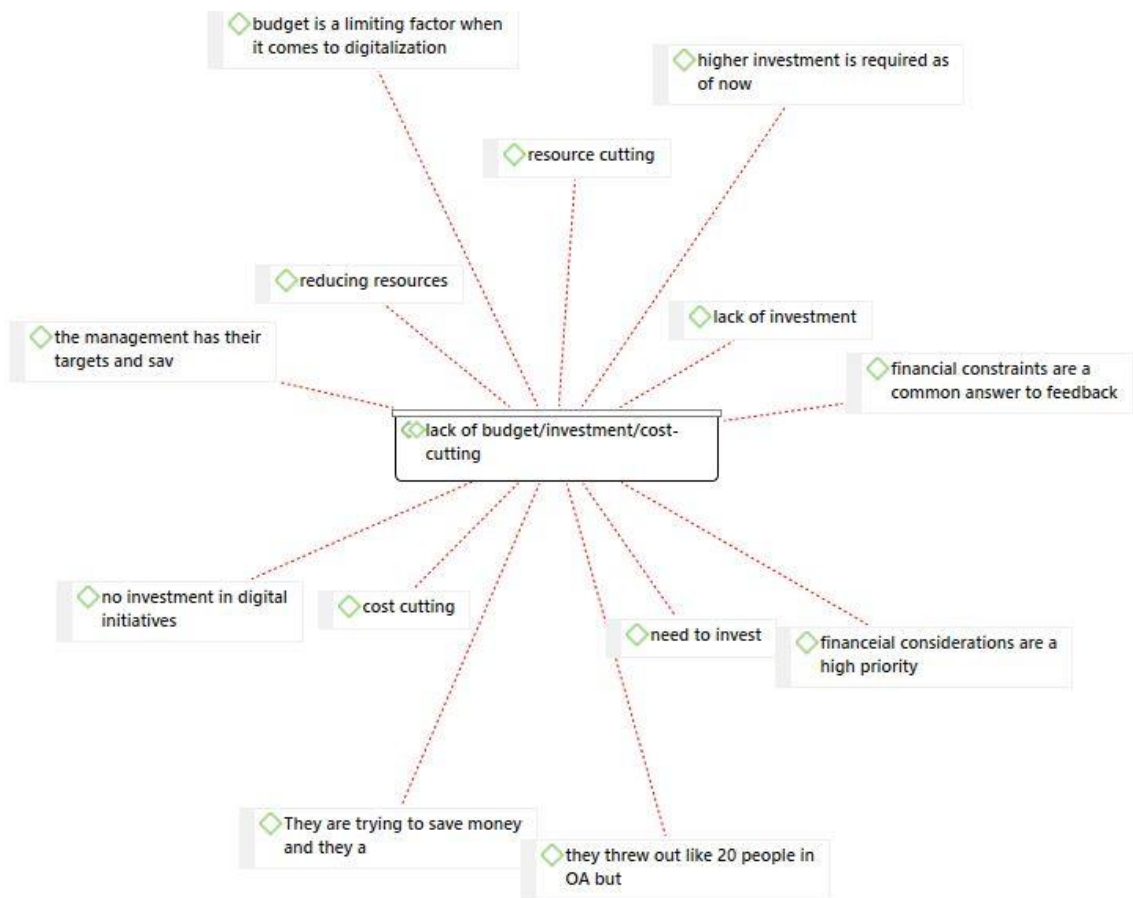 budget is a limiting factor when
it comes to digitalization
higher investment is required as
of now
resource cutting
reducing resources
lack of investment
the management has their
targets and sav
financial constraints are a
common answer to feedback
lack of budget/investment/cost-
cutting
no investment in digital
initiatives
cost cutting
need to invest
financeial considerations are a
high priority
They are trying to save money
and they a
they threw out like 20 people in
OA but